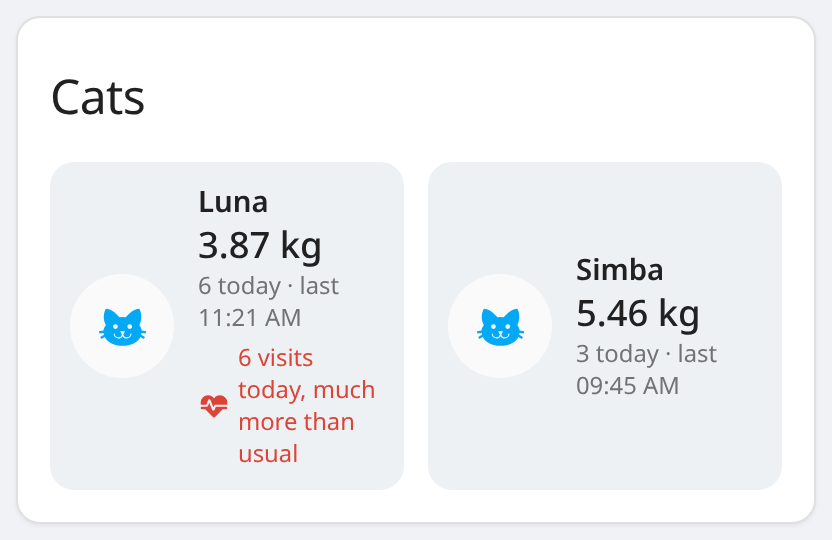 Cats
Luna
3.87 kg
6 today · last
11:21 AM
6 visits
today, much
more than
usual
Simba
5.46 kg
3 today · last
09:45 AM